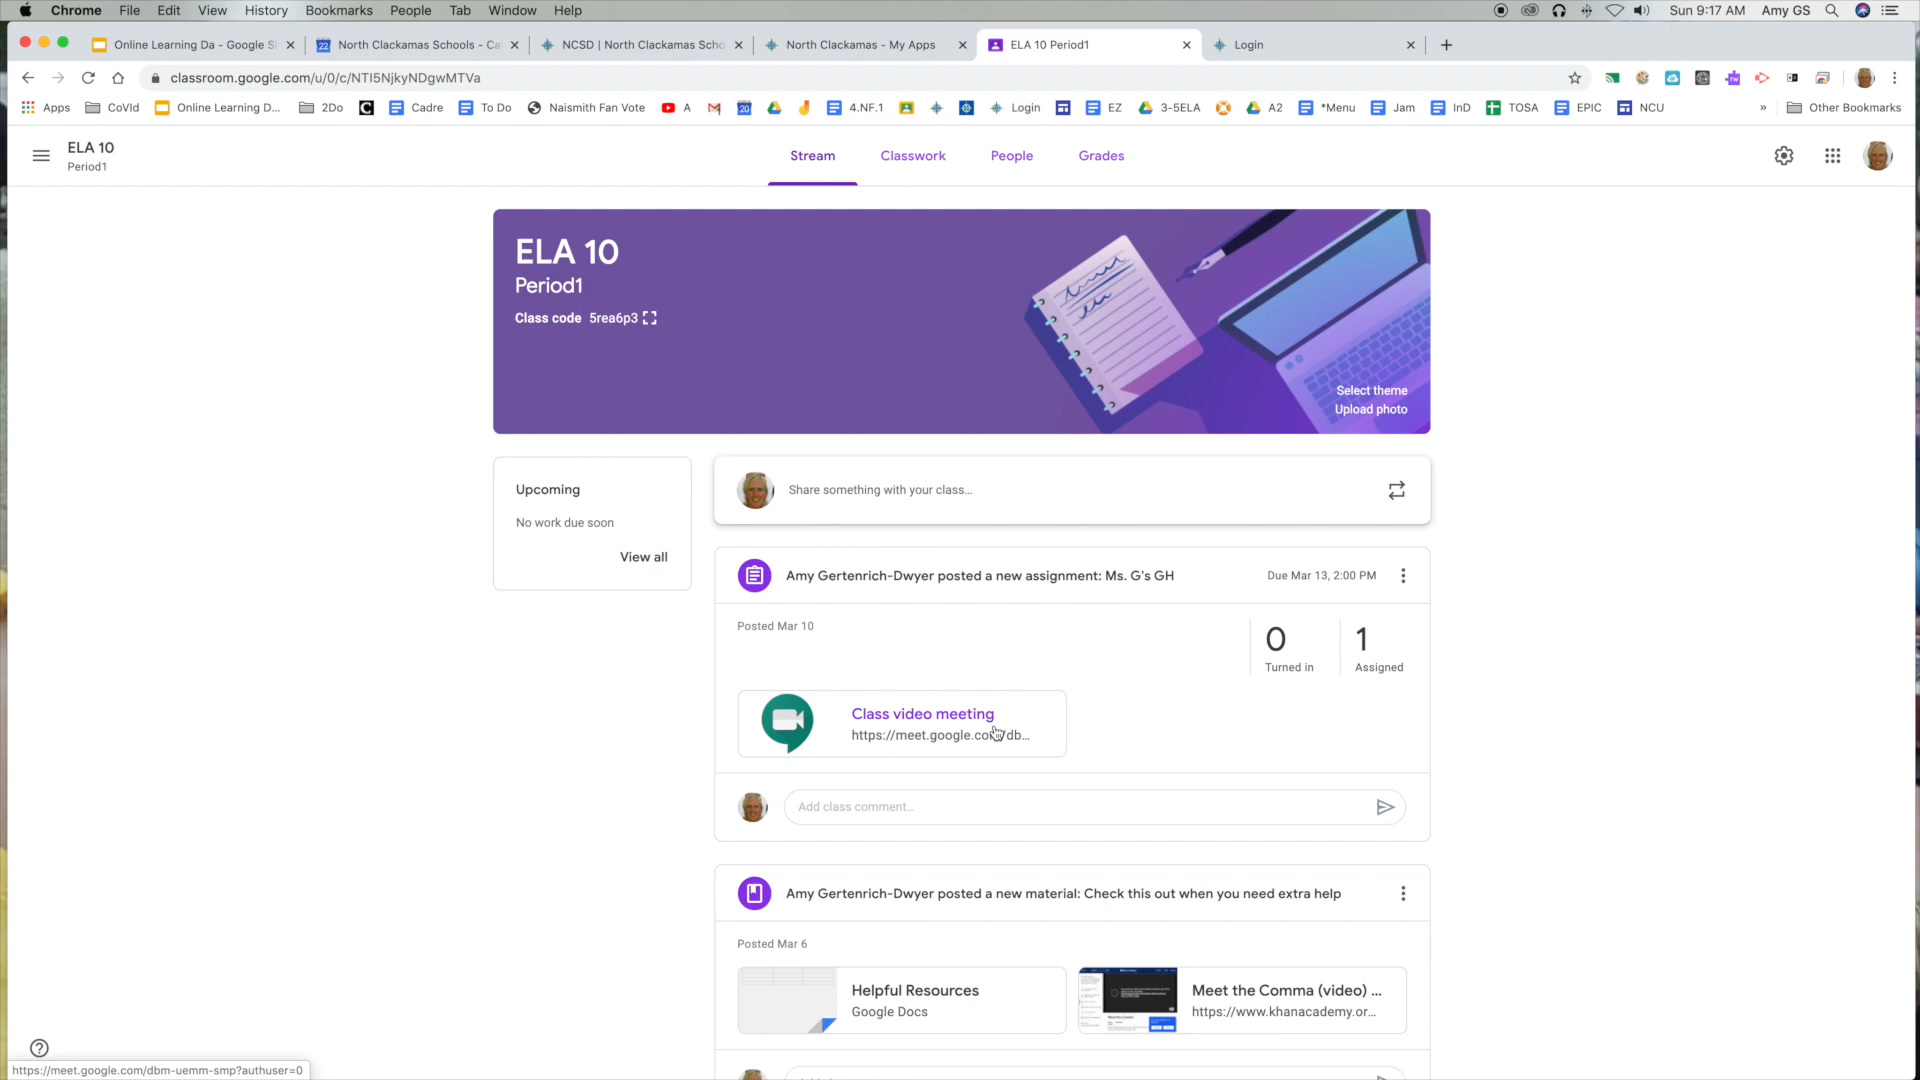 Chrome File Edit View History Bookmarks People Tab Window Help
Sun 9:17 AM Amy GS
Online Learning Da - Google S
North Clackamas Schools - Ca
NCSD | North Clackamas Scho
North Clackamas - My Apps
ELA 10 Period1
Login
classroom.google.com/u/0/c/NTI5NjkyNDgwMTVa
Apps CoVId Online Learning D... 2Do Cadre To Do Naismith Fan Vote A 20 4.NF.1 Login EZ 3-5ELA A2 *Menu Jam InD TOSA EPIC NCU » Other Bookmarks
ELA 10
Period1
Stream Classwork People Grades
ELA 10
Period1
Class code 5rea6p3
Select theme
Upload photo
Upcoming
No work due soon
View all
Share something with your class...
Amy Gertenrich-Dwyer posted a new assignment: Ms. G's GH
Due Mar 13, 2:00 PM
Posted Mar 10
0
Turned in
1
Assigned
Class video meeting
https://meet.google.com/db...
Add class comment...
Amy Gertenrich-Dwyer posted a new material: Check this out when you need extra help
Posted Mar 6
Helpful Resources
Google Docs
Meet the Comma (video) ...
https://www.khanacademy.or...
https://meet.google.com/dbm-uemm-smp?authuser=0